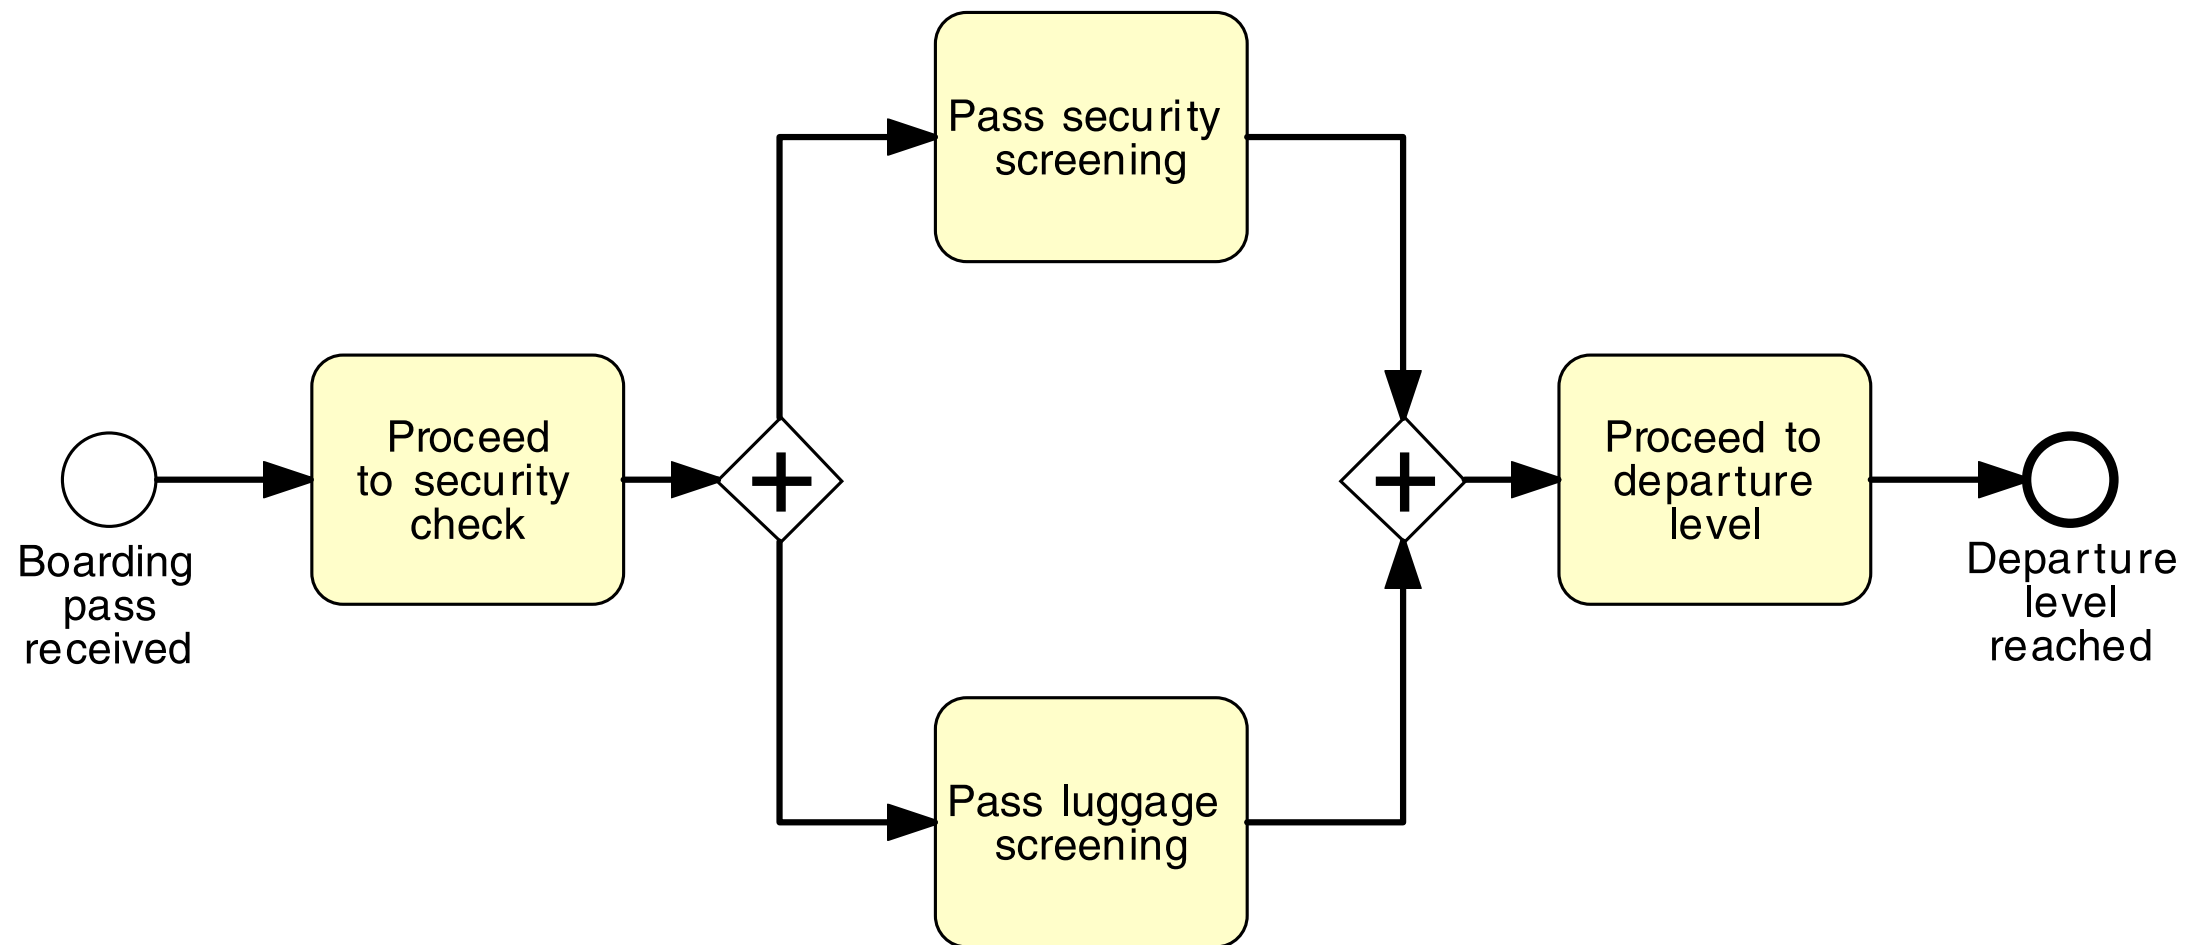 Boarding
pass
received
Proceed
to security
check
Pass security
screening
Pass luggage
screening
Proceed to
departure
level
Departure
level
reached